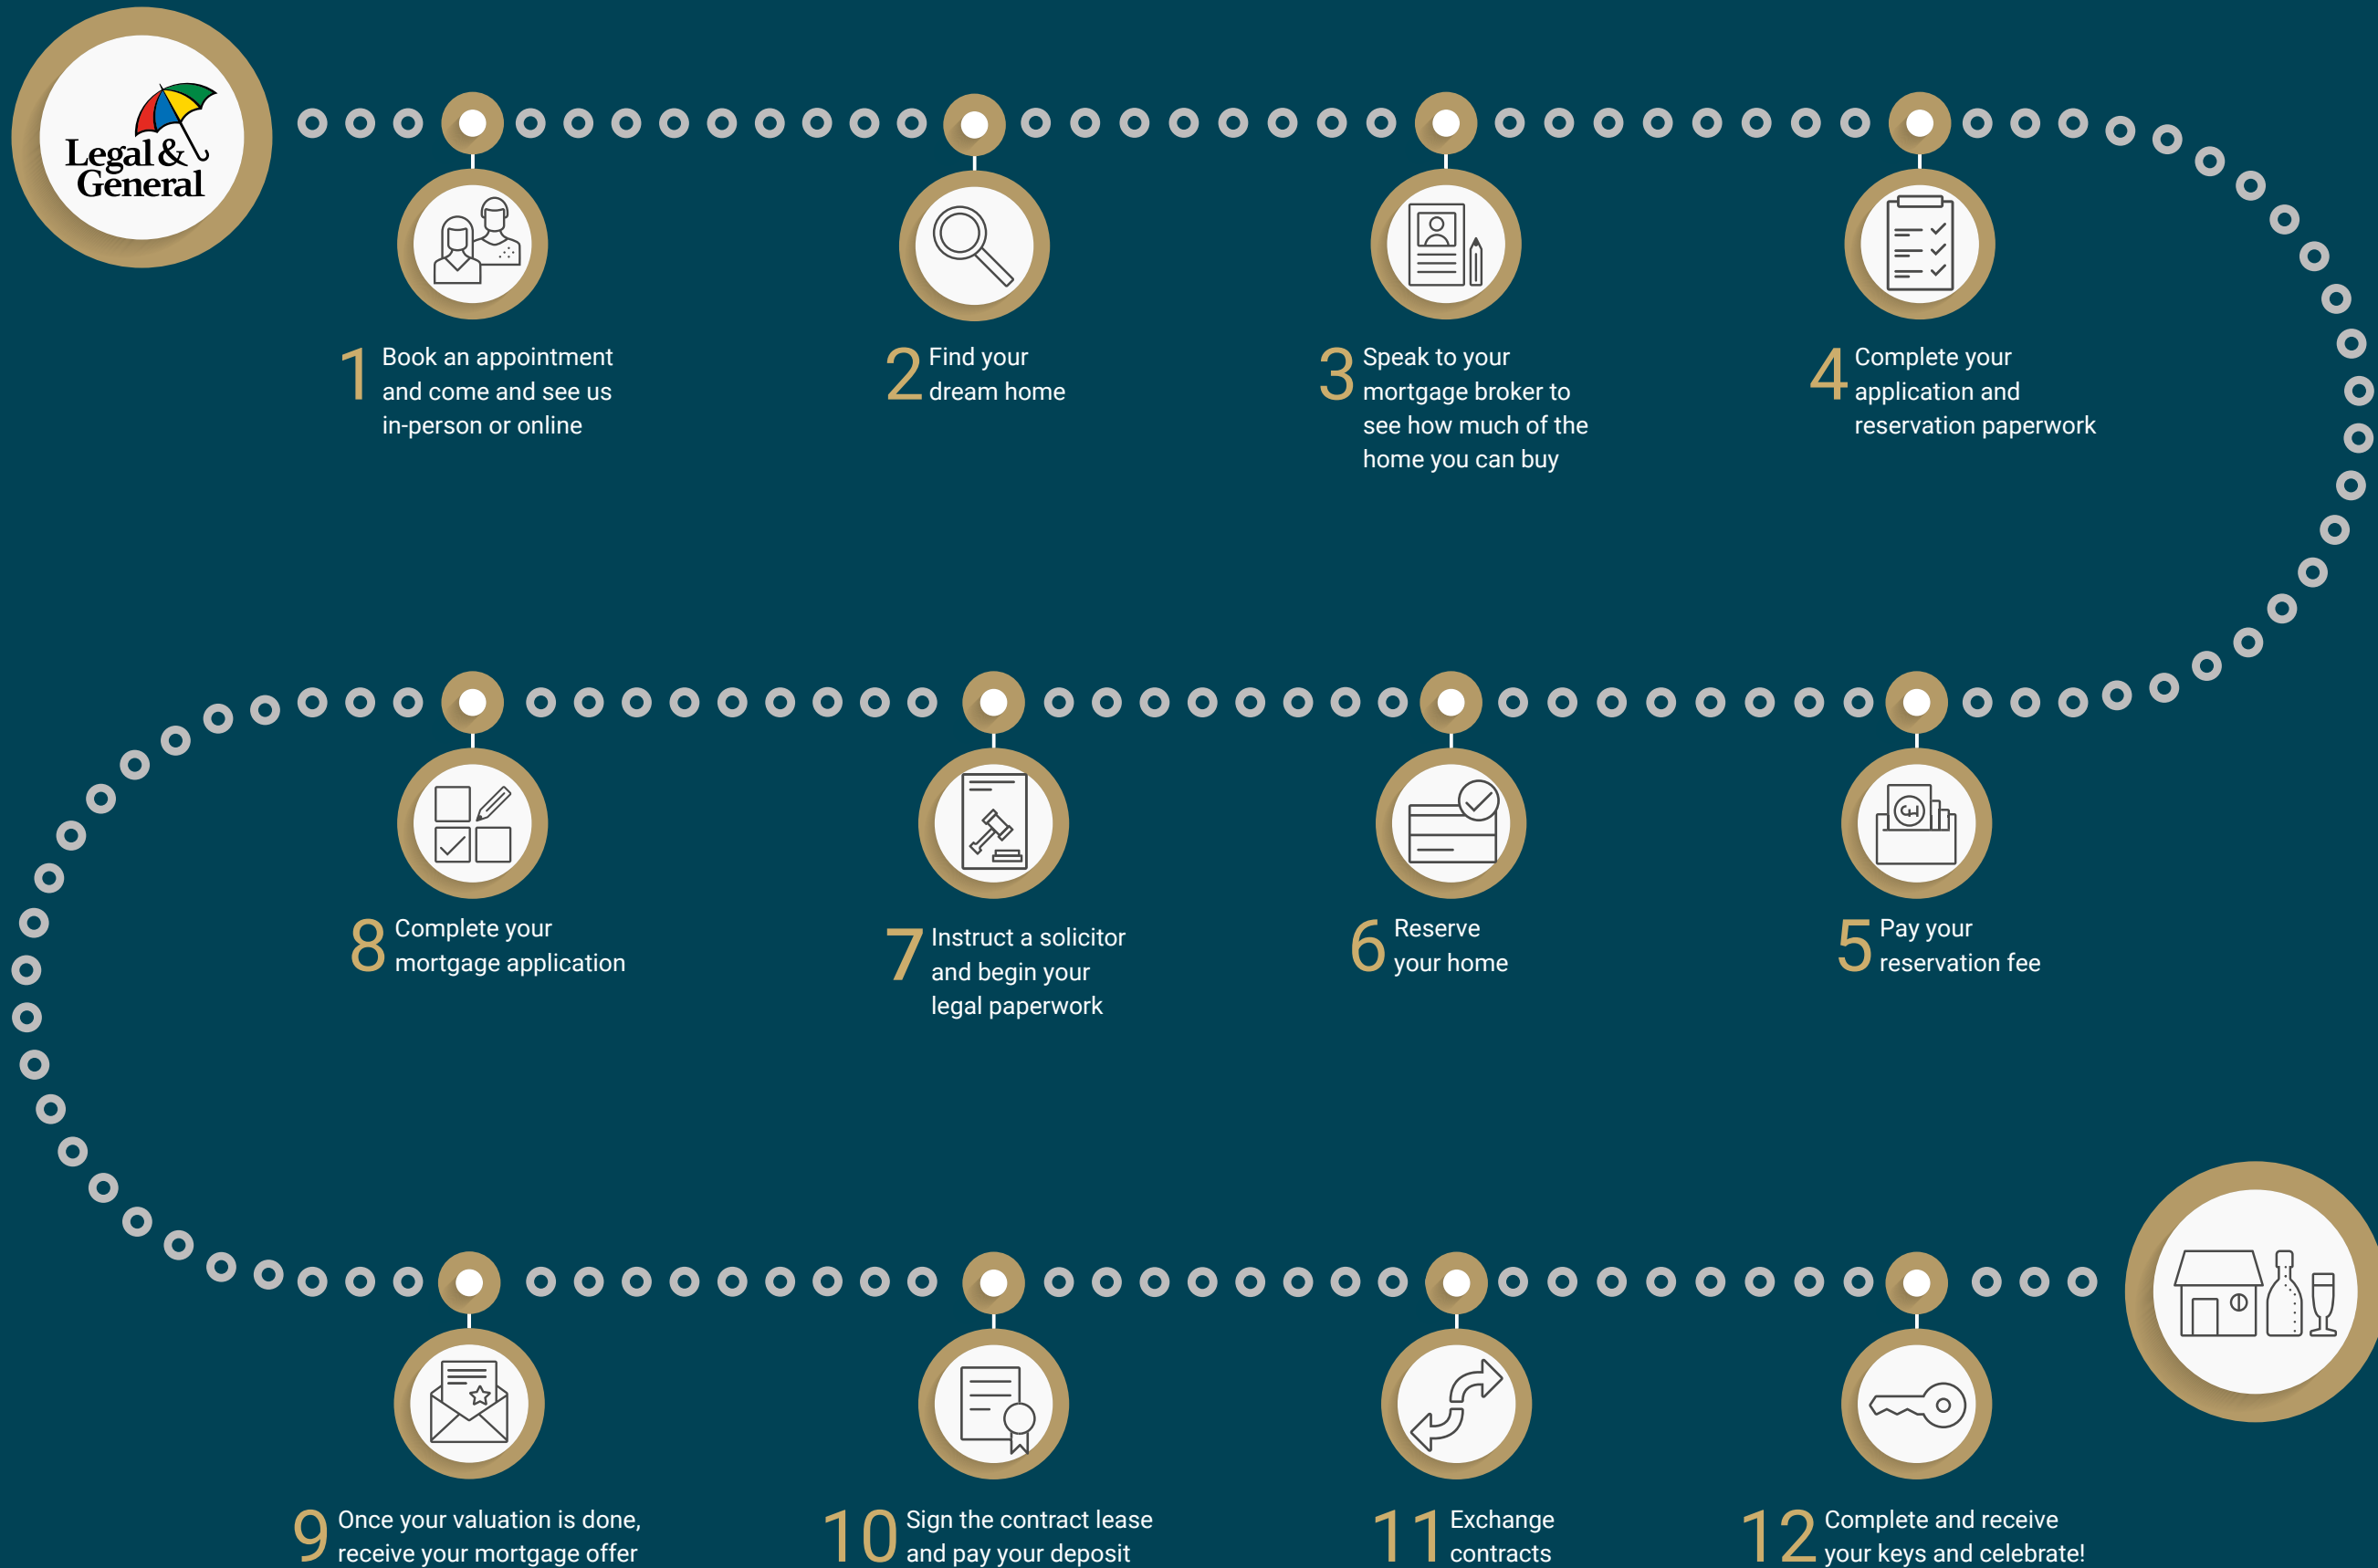 Legal &
General
1 Book an appointment
and come and see us
in-person or online
2 Find your
dream home
3 Speak to your
mortgage broker to
see how much of the
home you can buy
4 Complete your
application and
reservation paperwork
5 Pay your
reservation fee
6 Reserve
your home
7 Instruct a solicitor
and begin your
legal paperwork
8 Complete your
mortgage application
9 Once your valuation is done,
receive your mortgage offer
10 Sign the contract lease
and pay your deposit
11 Exchange
contracts
12 Complete and receive
your keys and celebrate!